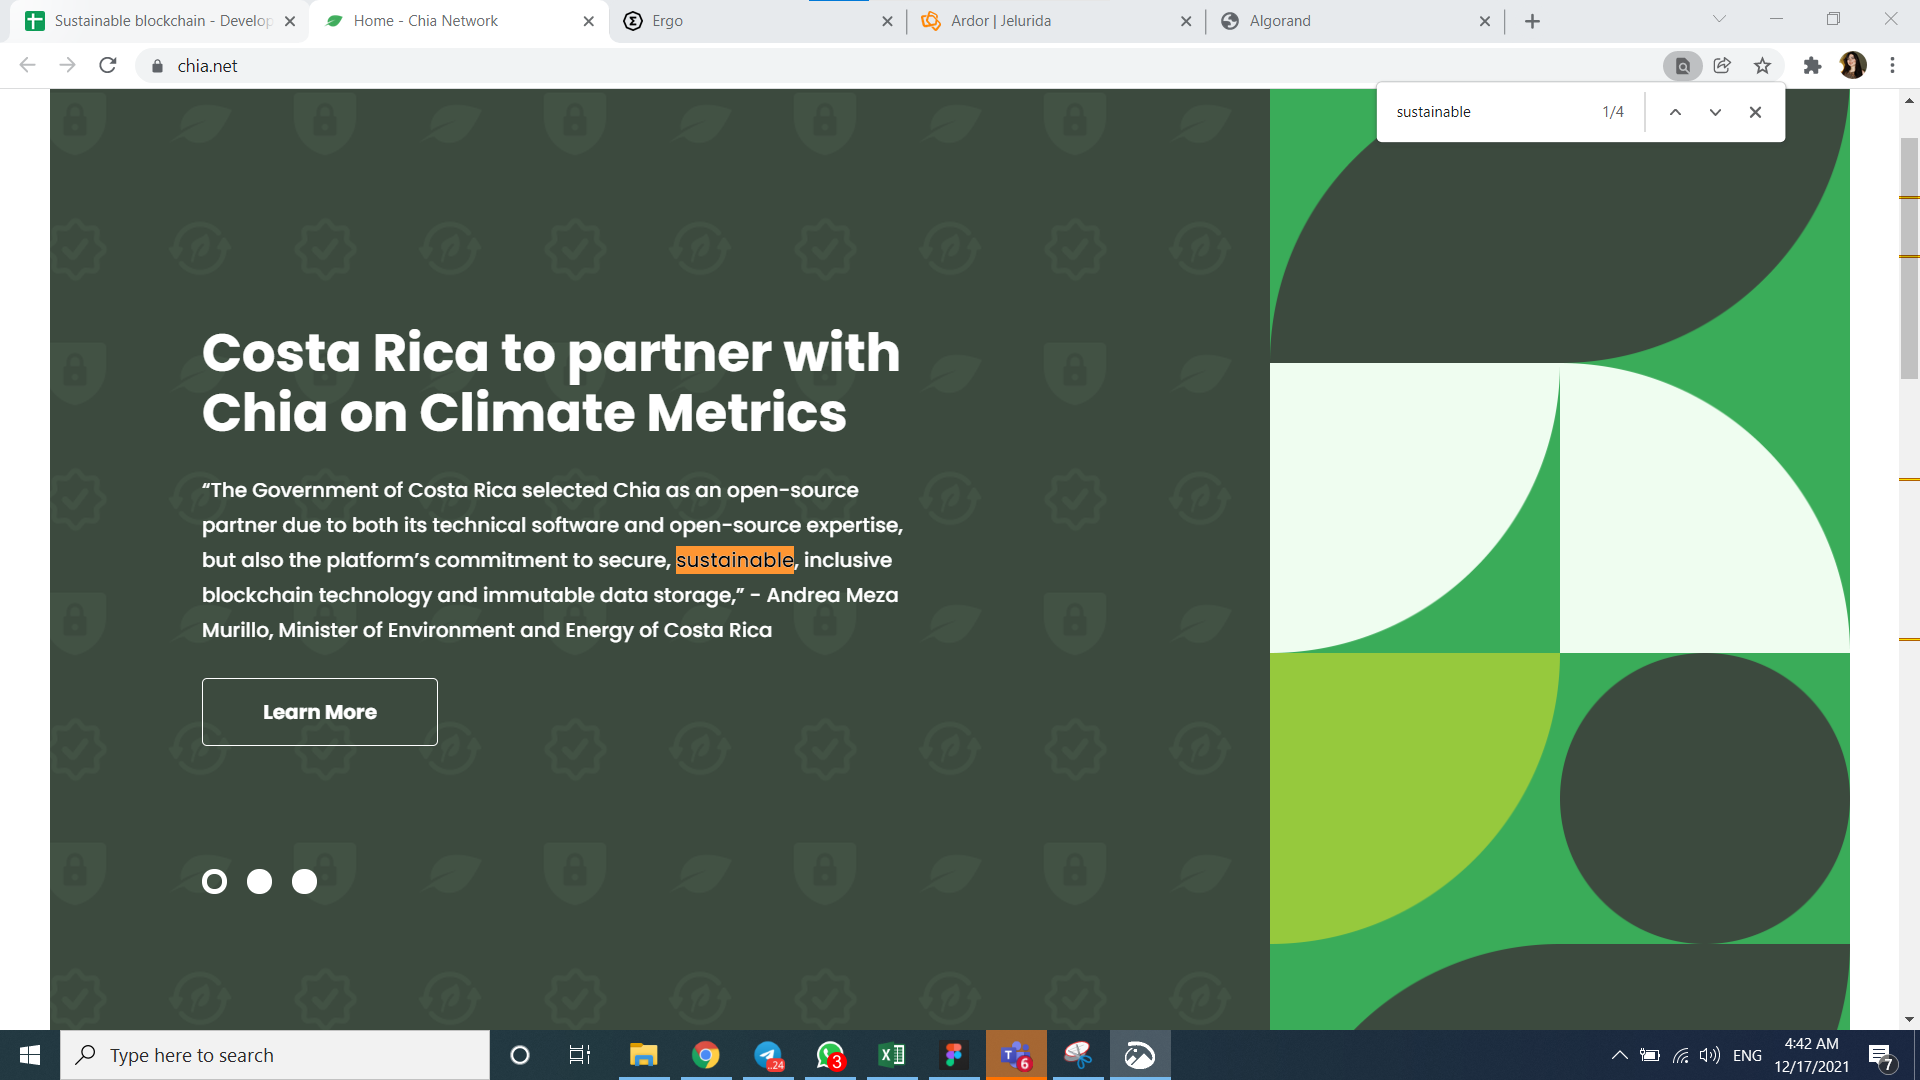 Sustainable blockchain - Develop
Home - Chia Network
Ergo
Ardor | Jelurida
Algorand
chia.net
sustainable
1/4
Costa Rica to partner with
Chia on Climate Metrics
“The Government of Costa Rica selected Chia as an open-source
partner due to both its technical software and open-source expertise,
but also the platform’s commitment to secure, sustainable, inclusive
blockchain technology and immutable data storage,” - Andrea Meza
Murillo, Minister of Environment and Energy of Costa Rica
Learn More
Type here to search
..24
3
6
ENG
4:42 AM
12/17/2021
7